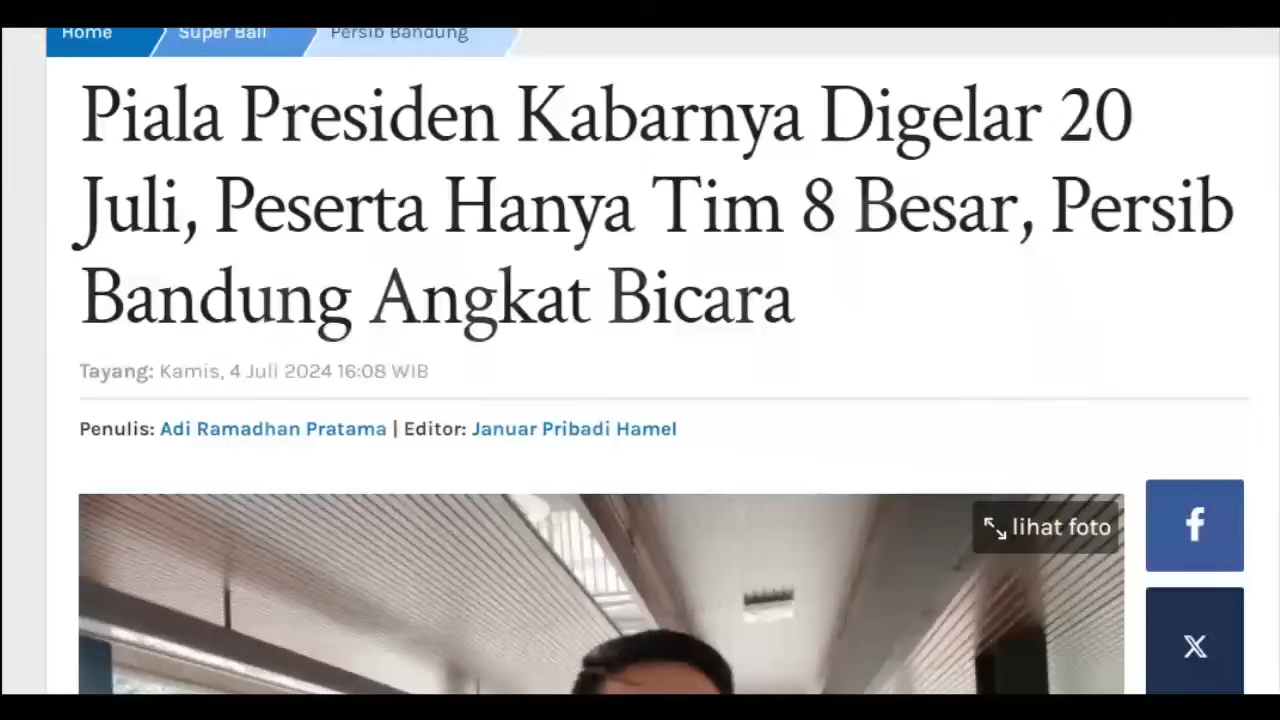 Home Super Ball Persib Bandung
Piala Presiden Kabarnya Digelar 20
Juli, Peserta Hanya Tim 8 Besar, Persib
Bandung Angkat Bicara
Tayang: Kamis, 4 Juli 2024 16:08 WIB
Penulis: Adi Ramadhan Pratama | Editor: Januar Pribadi Hamel
lihat foto